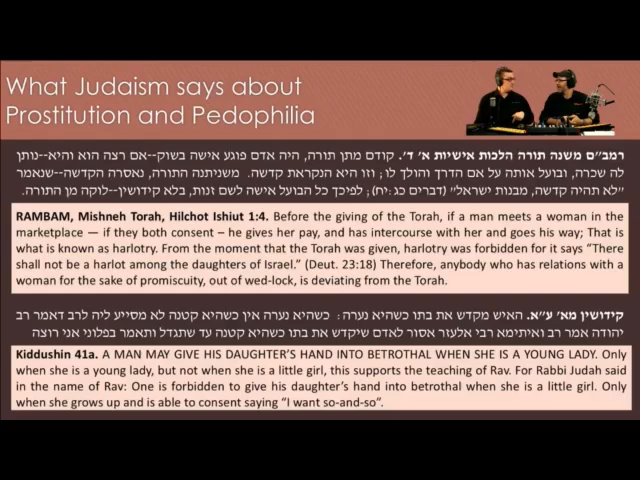 What Judaism says about
Prostitution and Pedophilia
רמב"ם משנה תורה הלכות אישיות א' ד'. קודם מתן תורה, היה אדם פוגע אישה בשוק--אם רצה הוא והיא--נותן
לה שכרה, ובועל אותה על אם הדרך והולך לו; וזו היא הנקראת קדשה. משניתנה התורה, נאסרה הקדשה--שנאמר
"לא תהיה קדשה, מבנות ישראל" (דברים כג:יח); לפיכך כל הבועל אישה לשם זנות, בלא קידושין--לוקה מן התורה.
RAMBAM, Mishneh Torah, Hilchot Ishiut 1:4. Before the giving of the Torah, if a man meets a woman in the
marketplace — if they both consent – he gives her pay, and has intercourse with her and goes his way; That is
what is known as harlotry. From the moment that the Torah was given, harlotry was forbidden for it says "There
shall not be a harlot among the daughters of Israel." (Deut. 23:18) Therefore, anybody who has relations with a
woman for the sake of promiscuity, out of wed-lock, is deviating from the Torah.
קידושין מא' ע"א. האיש מקדש את בתו כשהיא נערה: כשהיא נערה אין כשהיא קטנה לא מסייע ליה לרב דאמר רב
יהודה אמר רב ואיתימא רבי אלעזר אסור לאדם שיקדש את בתו כשהיא קטנה עד שתגדל ותאמר בפלוני אני רוצה
Kiddushin 41a. A MAN MAY GIVE HIS DAUGHTER'S HAND INTO BETROTHAL WHEN SHE IS A YOUNG LADY. Only
when she is a young lady, but not when she is a little girl, this supports the teaching of Rav. For Rabbi Judah said
in the name of Rav: One is forbidden to give his daughter's hand into betrothal when she is a little girl. Only
when she grows up and is able to consent saying "I want so-and-so".